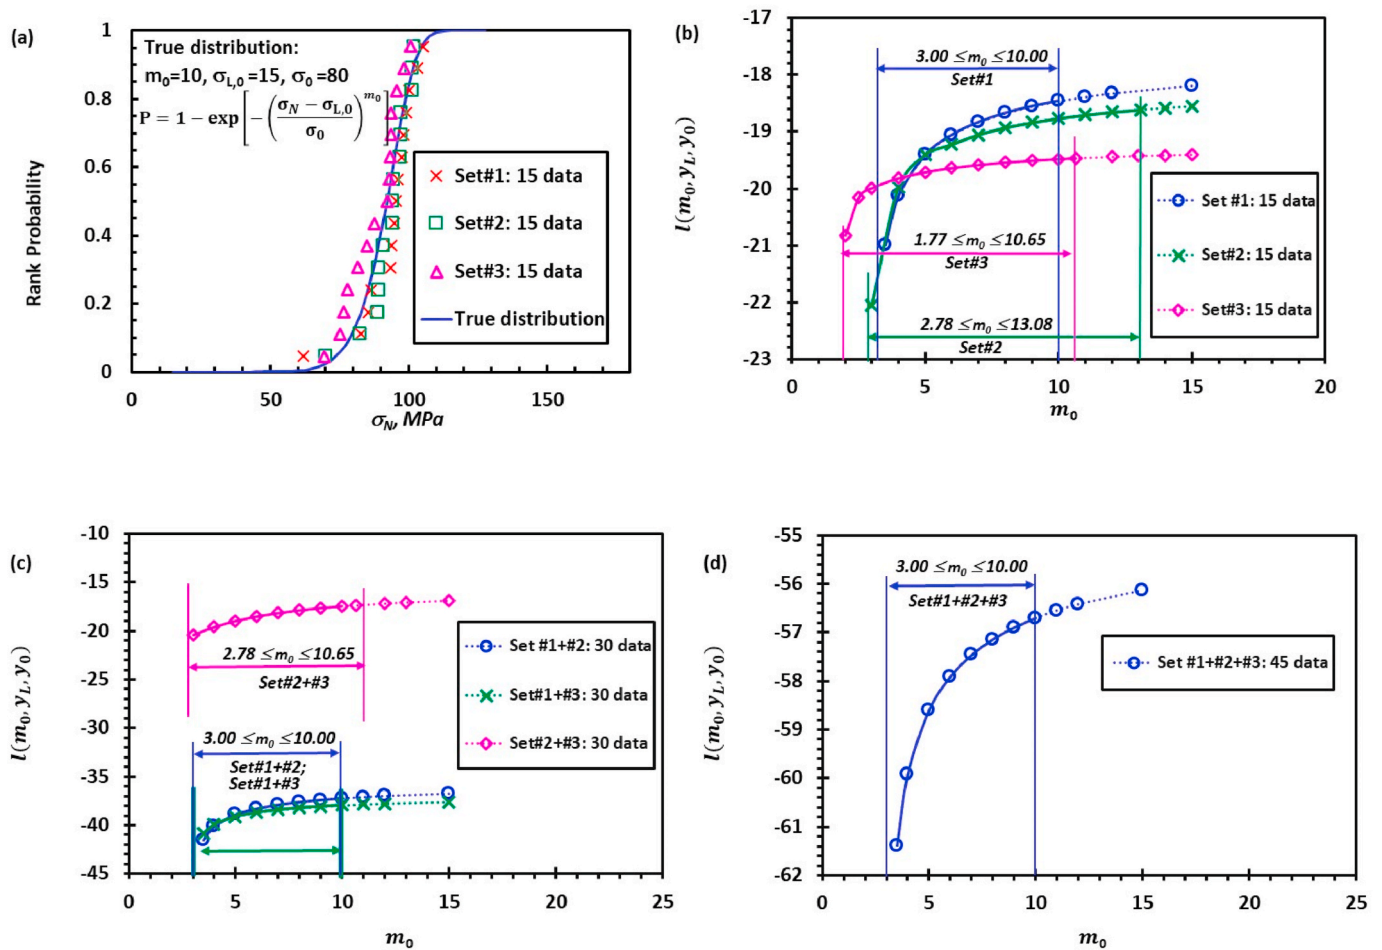 (a)
Rank Probability
1
0.8
0.6
0.4
0.2
0
True distribution:
m₀=10, σ_L,0 =15, σ₀ =80
P = 1 − exp[−((σ_N − σ_L,0)/σ₀)^m₀]
Set#1: 15 data
Set#2: 15 data
Set#3: 15 data
True distribution
0 50 100 150
σ_N, MPa
(b)
l(m₀, y_L, y₀)
-17
-18
-19
-20
-21
-22
-23
3.00 ≤m₀ ≤10.00
Set#1
1.77 ≤m₀ ≤10.65
Set#3
2.78 ≤m₀ ≤13.08
Set#2
Set #1: 15 data
Set#2: 15 data
Set#3: 15 data
0 5 10 15 20
m₀
(c)
l(m₀, y_L, y₀)
-10
-15
-20
-25
-30
-35
-40
-45
2.78 ≤m₀ ≤10.65
Set#2+#3
3.00 ≤m₀ ≤10.00
Set#1+#2;
Set#1+#3
Set #1+#2: 30 data
Set#1+#3: 30 data
Set#2+#3: 30 data
0 5 10 15 20 25
m₀
(d)
l(m₀, y_L, y₀)
-55
-56
-57
-58
-59
-60
-61
-62
3.00 ≤m₀ ≤10.00
Set#1+#2+#3
Set #1+#2+#3: 45 data
0 5 10 15 20 25
m₀